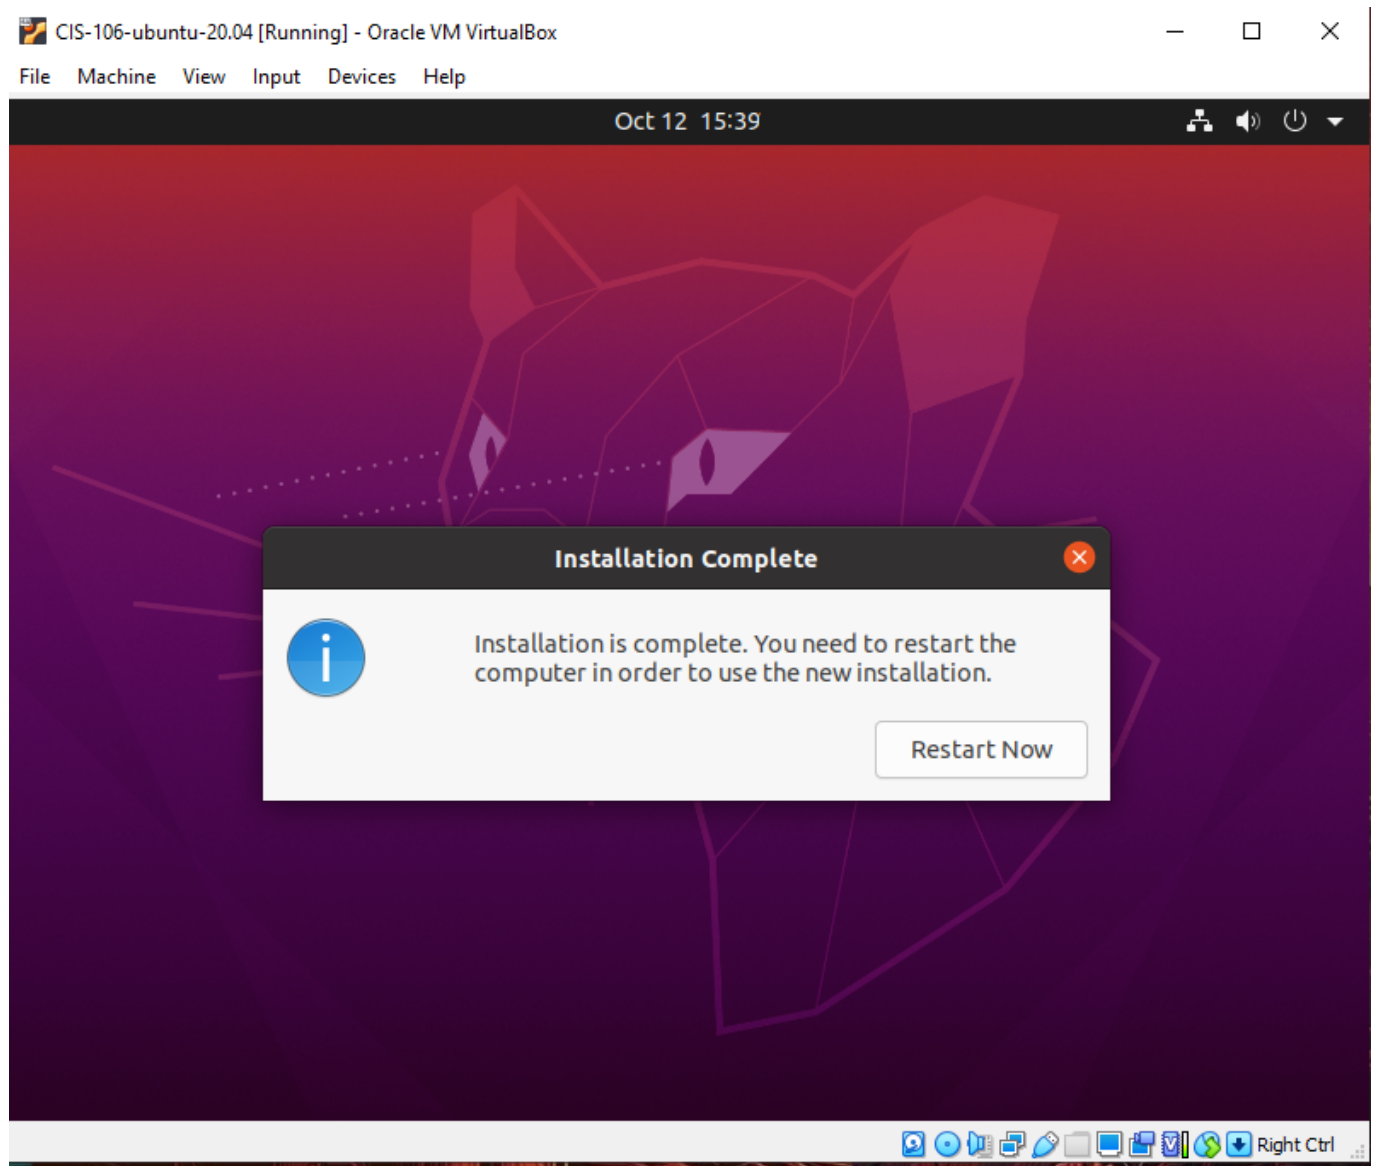 CIS-106-ubuntu-20.04 [Running] - Oracle VM VirtualBox
File Machine View Input Devices Help
Oct 12 15:39
Installation Complete
Installation is complete. You need to restart the
computer in order to use the new installation.
Restart Now
Right Ctrl